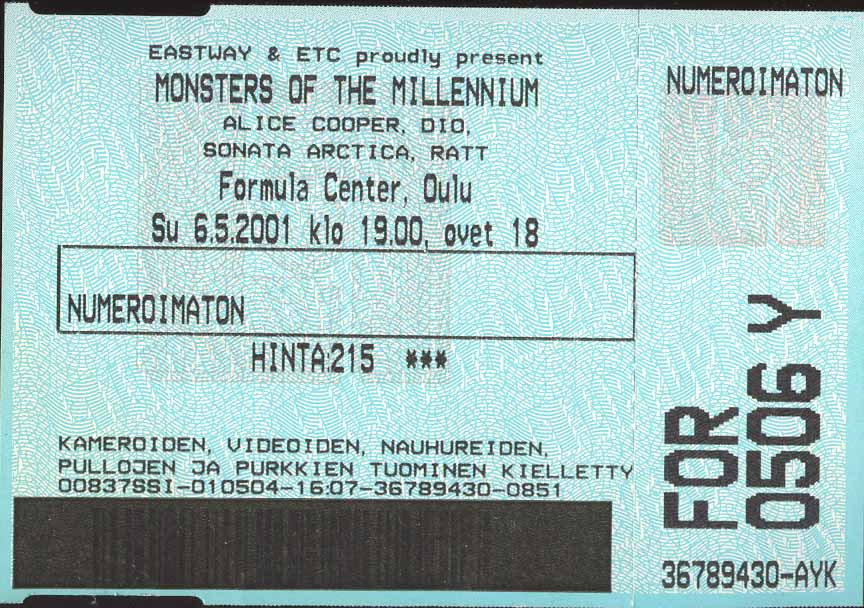 EASTWAY & ETC proudly present
MONSTERS OF THE MILLENNIUM
ALICE COOPER, DIO,
SONATA ARCTICA, RATT
Formula Center, Oulu
Su 6.5.2001 klo 19.00, ovet 18
NUMEROIMATON
HINTA:215 ***
KAMEROIDEN, VIDEOIDEN, NAUHUREIDEN,
PULLOJEN JA PURKKIEN TUOMINEN KIELLETTY
00837SSI-010504-16:07-36789430-0851
NUMEROIMATON
FOR
0506 Y
36789430-AYK